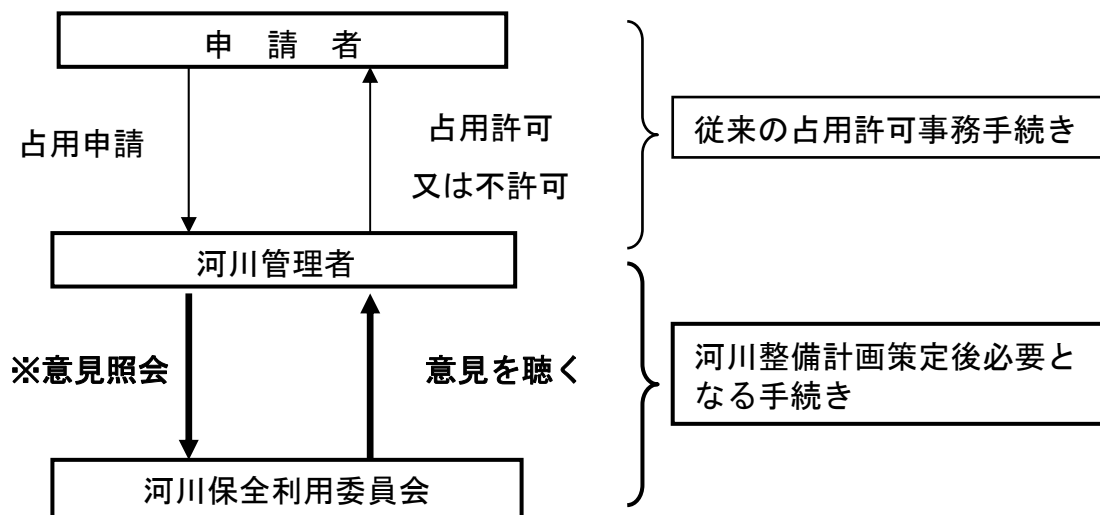 申　請　者
占用申請
占用許可
又は不許可
従来の占用許可事務手続き
河川管理者
※意見照会
意見を聴く
河川整備計画策定後必要と
なる手続き
河川保全利用委員会